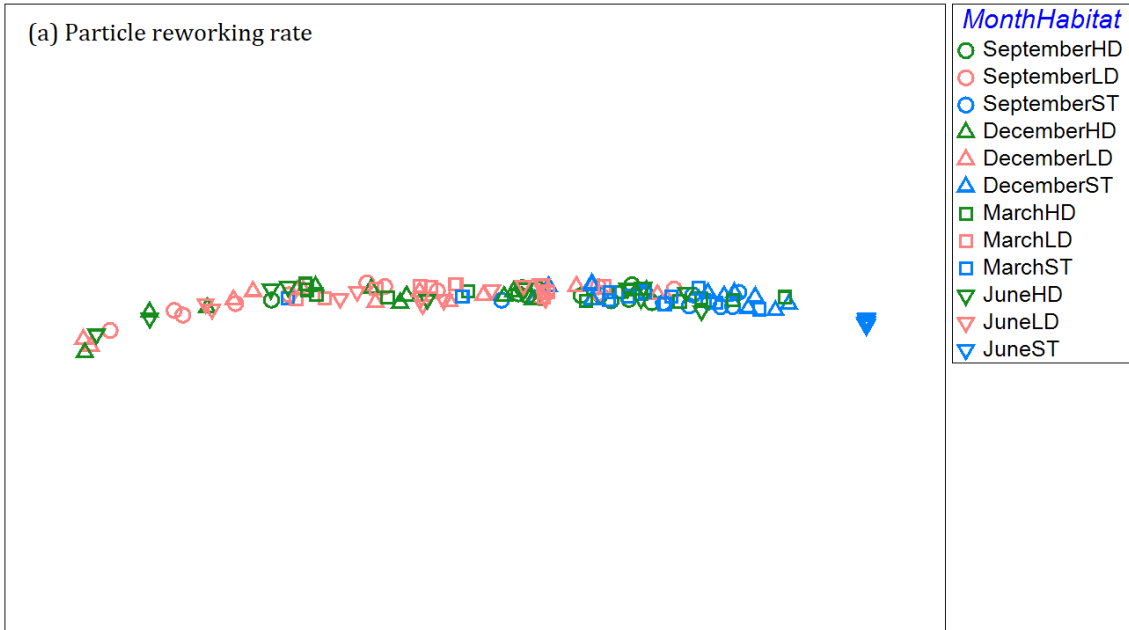 (a) Particle reworking rate
MonthHabitat
SeptemberHD
SeptemberLD
SeptemberST
DecemberHD
DecemberLD
DecemberST
MarchHD
MarchLD
MarchST
JuneHD
JuneLD
JuneST